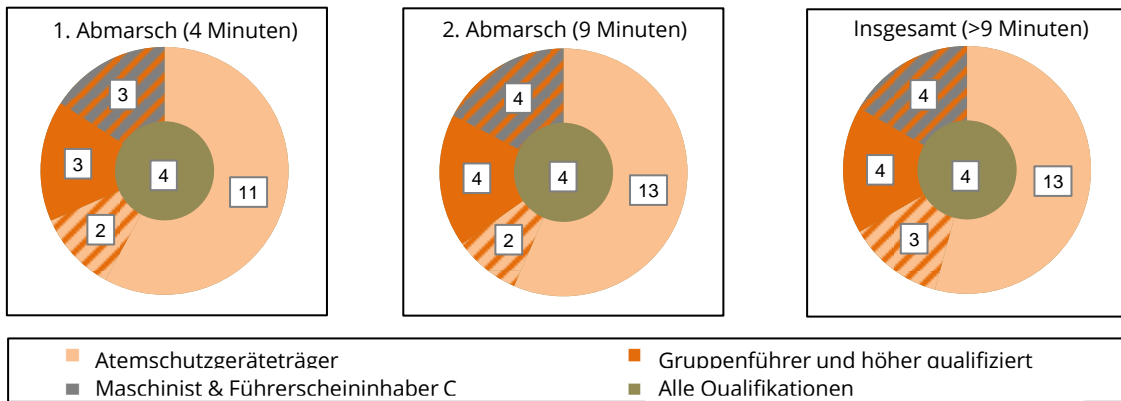 1. Abmarsch (4 Minuten)
3
3
4
11
2
2. Abmarsch (9 Minuten)
4
4
4
13
2
Insgesamt (>9 Minuten)
4
4
4
13
3
Atemschutzgeräteträger
Gruppenführer und höher qualifiziert
Maschinist & Führerscheininhaber C
Alle Qualifikationen